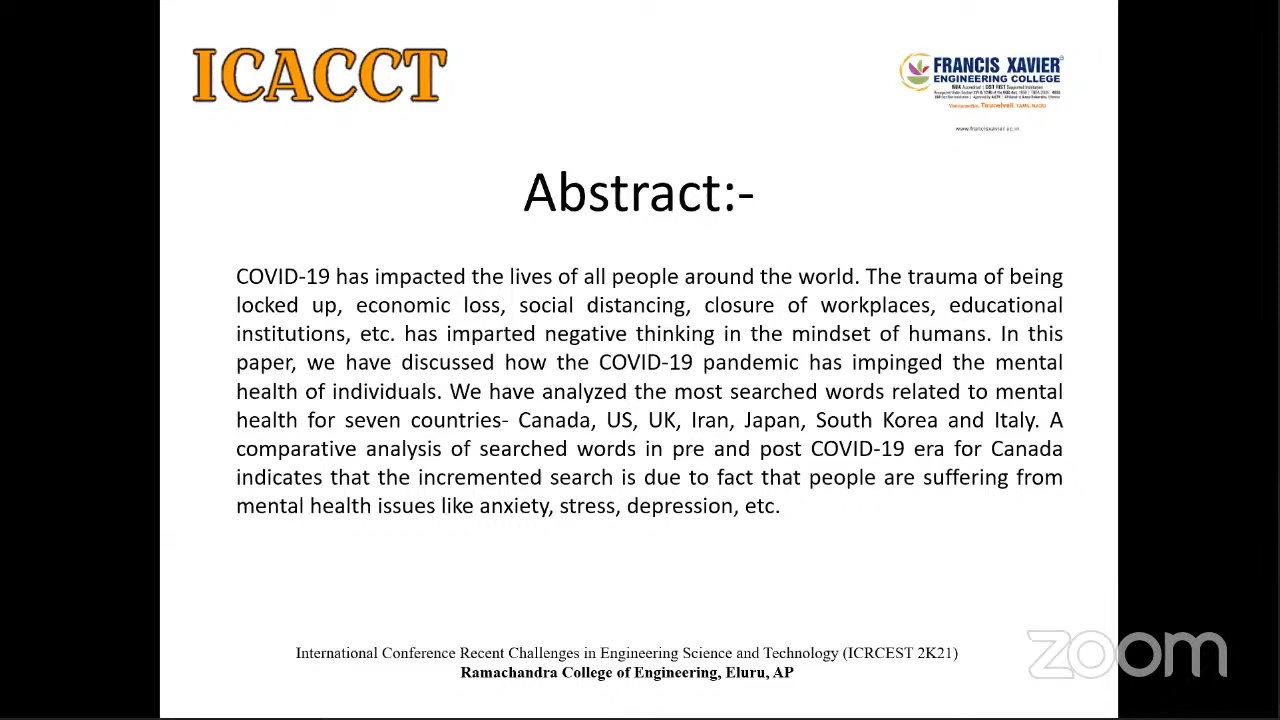 ICACCT
FRANCIS XAVIER
ENGINEERING COLLEGE
www.francisxavier.ac.in
Abstract:-
COVID-19 has impacted the lives of all people around the world. The trauma of being
locked up, economic loss, social distancing, closure of workplaces, educational
institutions, etc. has imparted negative thinking in the mindset of humans. In this
paper, we have discussed how the COVID-19 pandemic has impinged the mental
health of individuals. We have analyzed the most searched words related to mental
health for seven countries- Canada, US, UK, Iran, Japan, South Korea and Italy. A
comparative analysis of searched words in pre and post COVID-19 era for Canada
indicates that the incremented search is due to fact that people are suffering from
mental health issues like anxiety, stress, depression, etc.
International Conference Recent Challenges in Engineering Science and Technology (ICRCEST 2K21)
Ramachandra College of Engineering, Eluru, AP
zoom